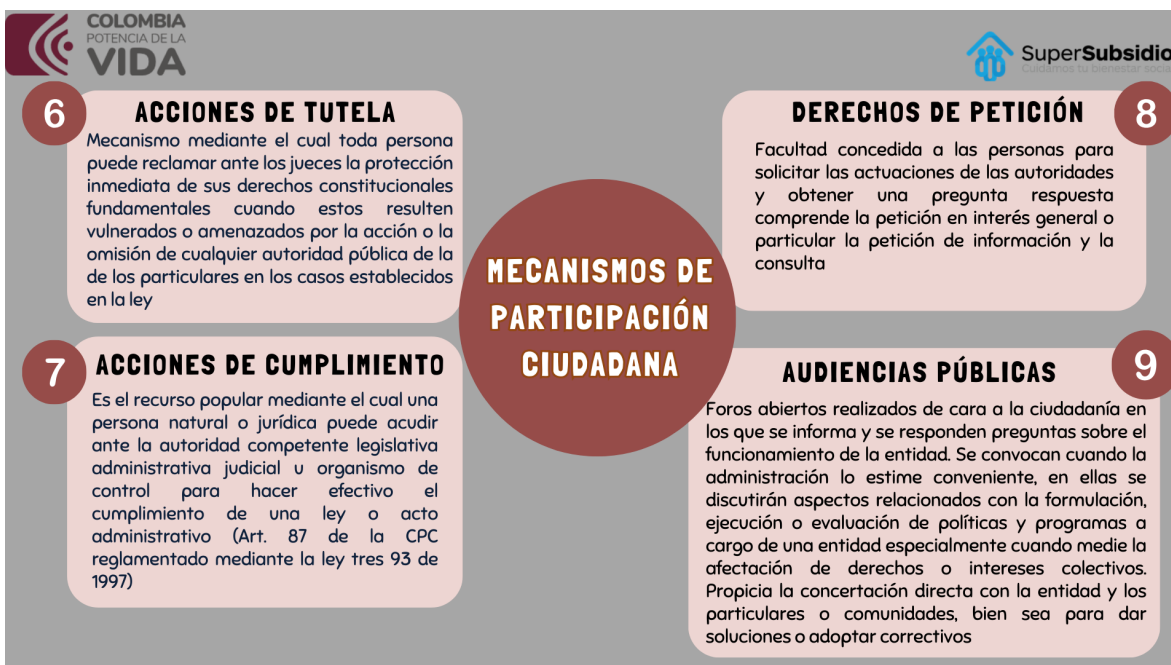 COLOMBIA
POTENCIA DE LA
VIDA
SuperSubsidio
Cuidamos tu bienestar social
6
ACCIONES DE TUTELA
Mecanismo mediante el cual toda persona
puede reclamar ante los jueces la protección
inmediata de sus derechos constitucionales
fundamentales cuando estos resulten
vulnerados o amenazados por la acción o la
omisión de cualquier autoridad pública de la
de los particulares en los casos establecidos
en la ley
7
ACCIONES DE CUMPLIMIENTO
Es el recurso popular mediante el cual una
persona natural o jurídica puede acudir
ante la autoridad competente legislativa
administrativa judicial u organismo de
control para hacer efectivo el
cumplimiento de una ley o acto
administrativo (Art. 87 de la CPC
reglamentado mediante la ley tres 93 de
1997)
MECANISMOS DE
PARTICIPACIÓN
CIUDADANA
DERECHOS DE PETICIÓN
8
Facultad concedida a las personas para
solicitar las actuaciones de las autoridades
y obtener una pregunta respuesta
comprende la petición en interés general o
particular la petición de información y la
consulta
AUDIENCIAS PÚBLICAS
9
Foros abiertos realizados de cara a la ciudadanía en
los que se informa y se responden preguntas sobre el
funcionamiento de la entidad. Se convocan cuando la
administración lo estime conveniente, en ellas se
discutirán aspectos relacionados con la formulación,
ejecución o evaluación de políticas y programas a
cargo de una entidad especialmente cuando medie la
afectación de derechos o intereses colectivos.
Propicia la concertación directa con la entidad y los
particulares o comunidades, bien sea para dar
soluciones o adoptar correctivos